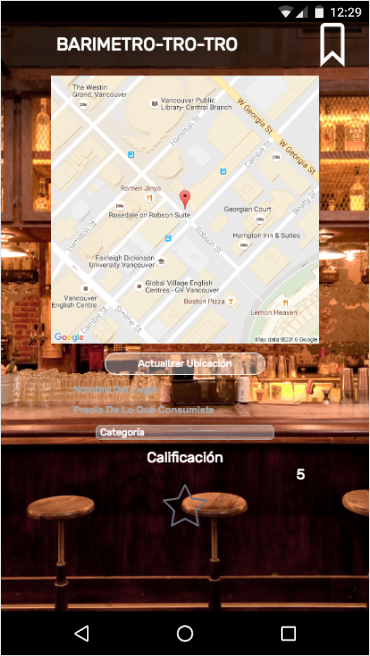 12:29
BARIMETRO-TRO-TRO
The Westin
Grand, Vancouver
Vancouver Public
Library- Central Branch
W Georgia St
W Georgia St
Hamilton St
Cambie St
Beatty St
Ramen Jinya
Rosedale on Robson Suite
Georgian Court
Hamilton St
Robson St
Hampton Inn & Suites
Fairleigh Dickinson
University Vancouver
Global Village English
Centres - GV Vancouver
Vancouver
English Centre
Boston Pizza
Lemon Heaven
Cambie St
Smithe St
Google
Map data ©2016 Google
Actualizar Ubicación
Nombre Del Lugar
Precio De Lo Que Consumiste
Categoría
Calificación
5